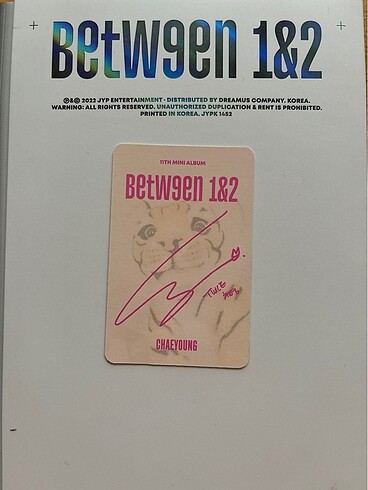 Betw9en 1&2
℗&© 2022 JYP ENTERTAINMENT · DISTRIBUTED BY DREAMUS COMPANY. KOREA.
WARNING: ALL RIGHTS RESERVED. UNAUTHORIZED DUPLICATION & RENT IS PROHIBITED.
PRINTED IN KOREA. JYPK 1452
11TH MINI ALBUM
Betw9en 1&2
TWICE
CHAEYOUNG